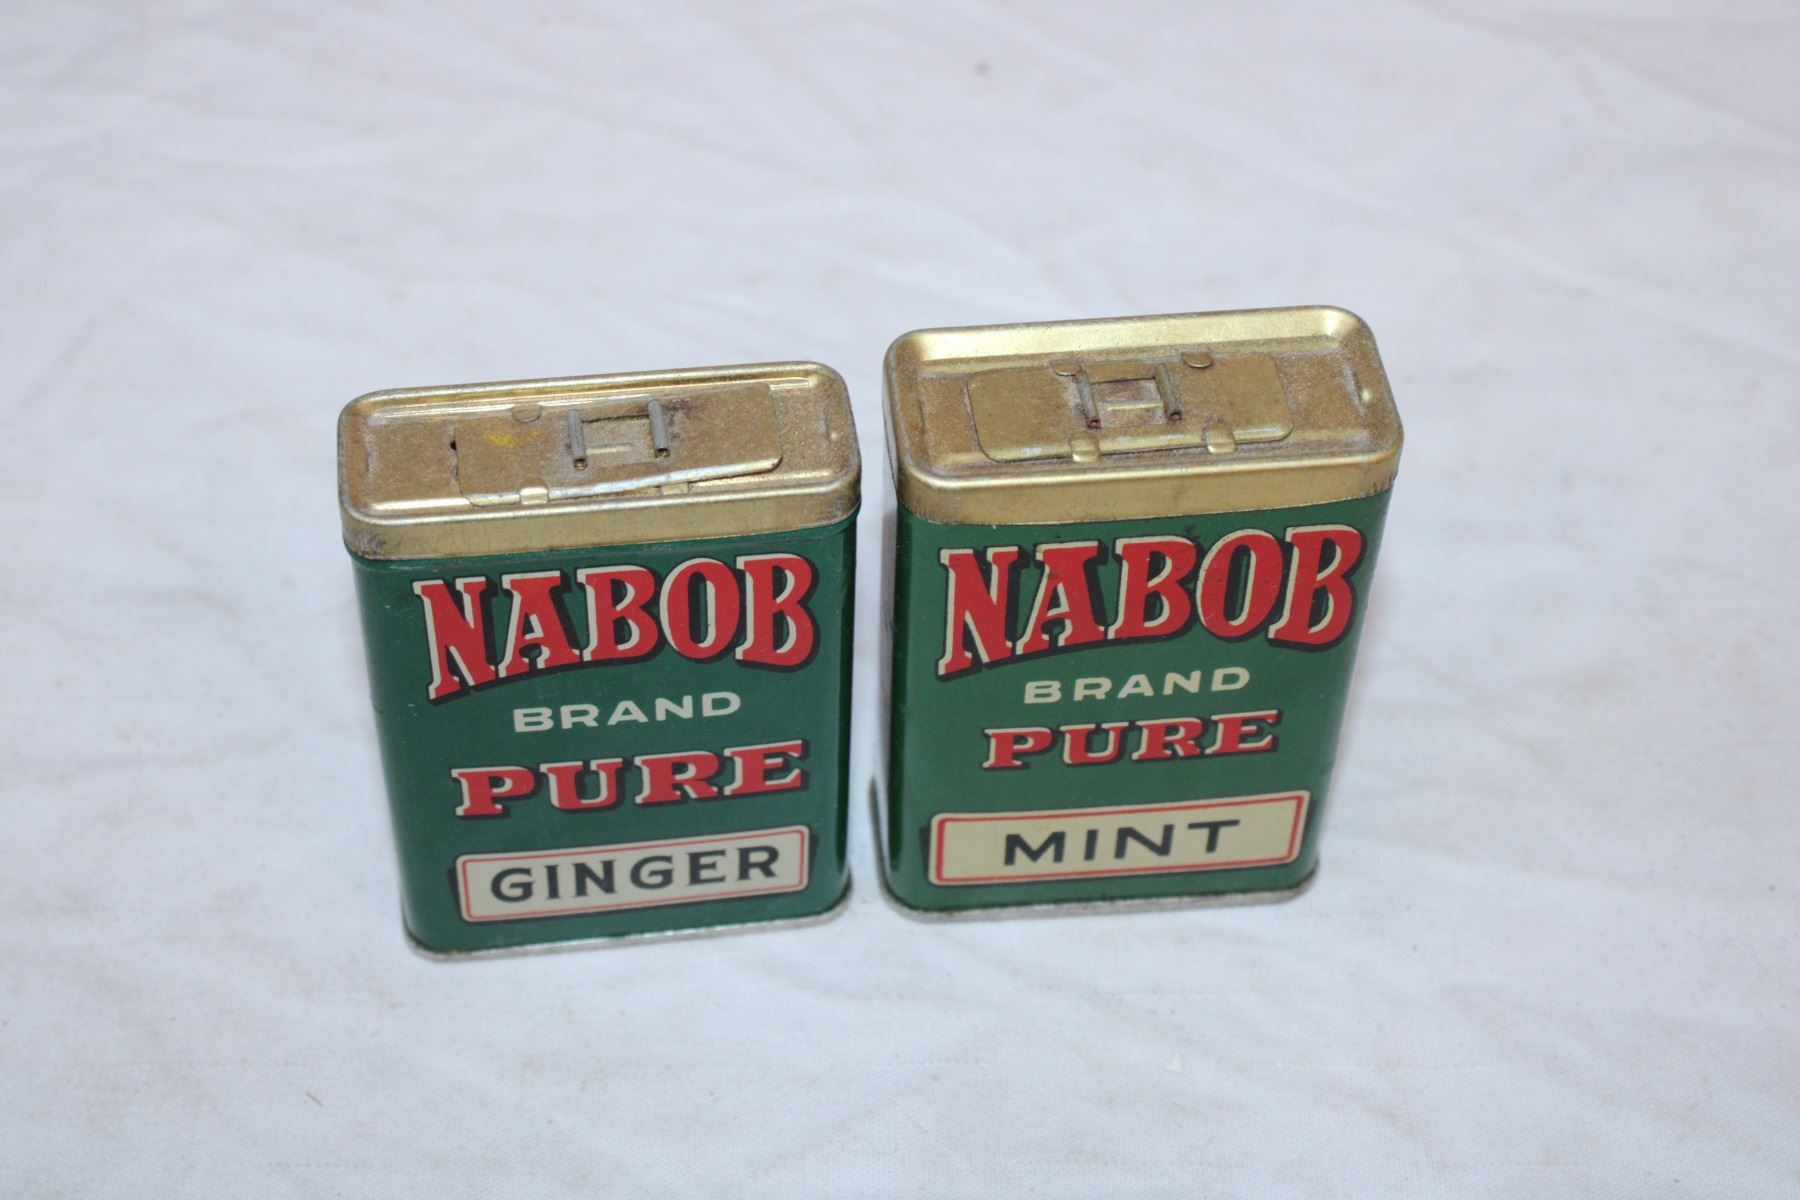 NABOB
BRAND
PURE
GINGER
NABOB
BRAND
PURE
MINT